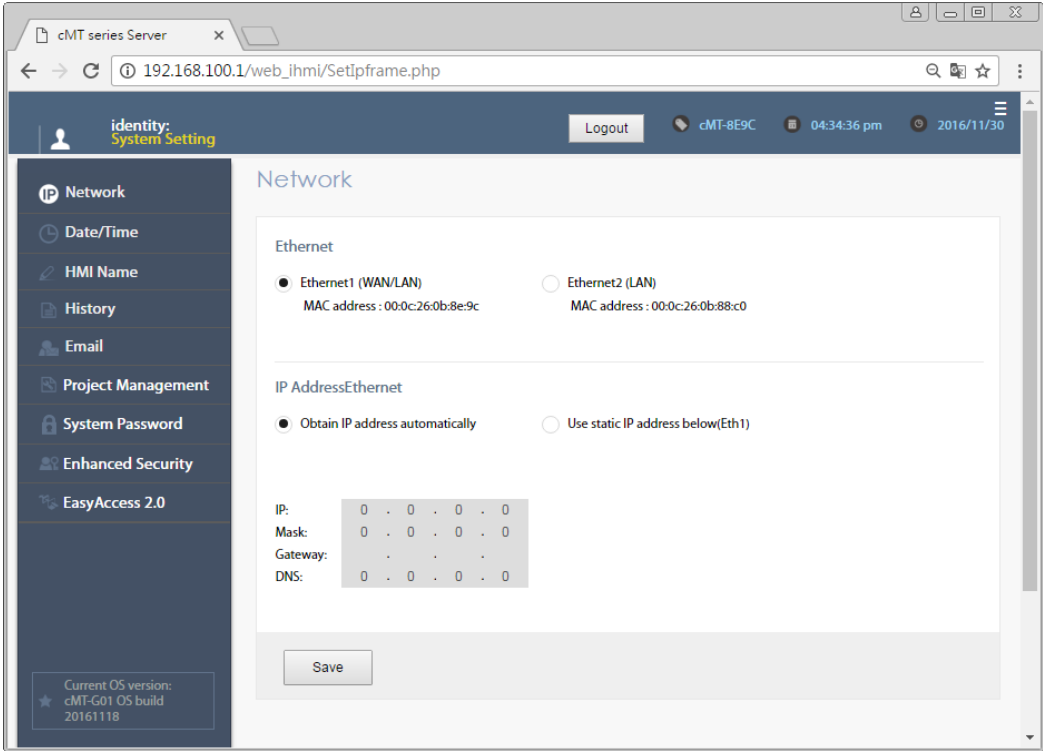 cMT series Server
192.168.100.1/web_ihmi/SetIpframe.php
identity:
System Setting
Logout
cMT-8E9C
04:34:36 pm
2016/11/30
IP Network
Date/Time
HMI Name
History
Email
Project Management
System Password
Enhanced Security
EasyAccess 2.0
Current OS version:
cMT-G01 OS build
20161118
Network
Ethernet
Ethernet1 (WAN/LAN)
MAC address : 00:0c:26:0b:8e:9c
Ethernet2 (LAN)
MAC address : 00:0c:26:0b:88:c0
IP AddressEthernet
Obtain IP address automatically
Use static IP address below(Eth1)
IP: 0 . 0 . 0 . 0
Mask: 0 . 0 . 0 . 0
Gateway: . . .
DNS: 0 . 0 . 0 . 0
Save